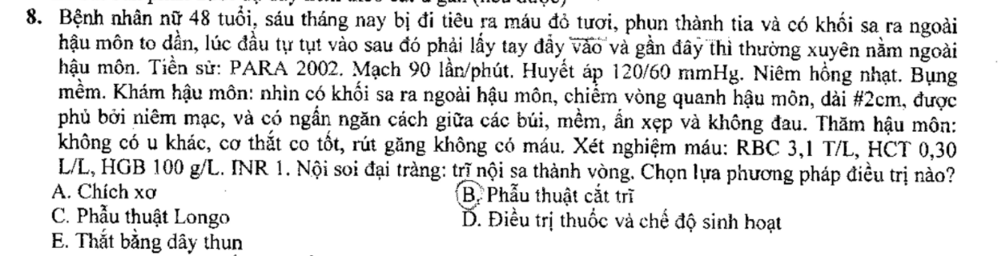 8. Bệnh nhân nữ 48 tuổi, sáu tháng nay bị đi tiêu ra máu đỏ tươi, phun thành tia và có khối sa ra ngoài
hậu môn to dần, lúc đầu tự tụt vào sau đó phải lấy tay đẩy vào và gần đây thì thường xuyên nằm ngoài
hậu môn. Tiền sử: PARA 2002. Mạch 90 lần/phút. Huyết áp 120/60 mmHg. Niêm hồng nhạt. Bụng
mềm. Khám hậu môn: nhìn có khối sa ra ngoài hậu môn, chiếm vòng quanh hậu môn, dài #2cm, được
phủ bởi niêm mạc, và có ngấn ngăn cách giữa các búi, mềm, ấn xẹp và không đau. Thăm hậu môn:
không có u khác, cơ thắt co tốt, rút găng không có máu. Xét nghiệm máu: RBC 3,1 T/L, HCT 0,30
L/L, HGB 100 g/L. INR 1. Nội soi đại tràng: trĩ nội sa thành vòng. Chọn lựa phương pháp điều trị nào?
A. Chích xơ B. Phẫu thuật cắt trĩ
C. Phẫu thuật Longo D. Điều trị thuốc và chế độ sinh hoạt
E. Thắt bằng dây thun